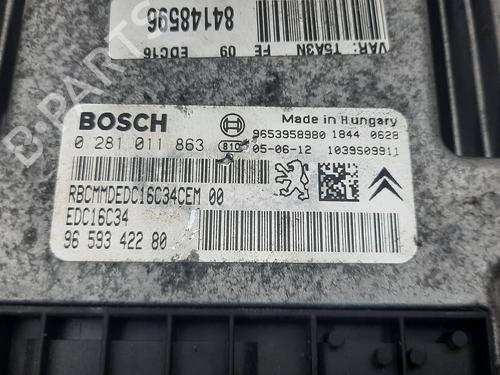 84148596
VAR: T5A3N FE 09 EDC16
BOSCH
Made in Hungary
9653958980 1844 0628
0 281 011 863
810
05-06-12 1039S09911
RBCMMDEDC16C34CEM 00
EDC16C34
96 593 422 80